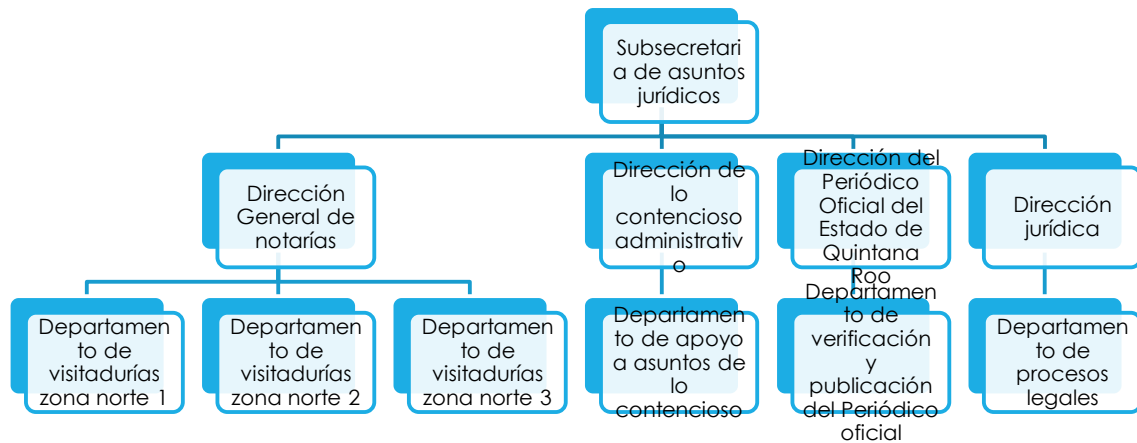 Subsecretari
a de asuntos
jurídicos
Dirección
General de
notarías
Dirección de
lo
contencioso
administrativ
o
Dirección del
Periódico
Oficial del
Estado de
Quintana
Roo
Dirección
jurídica
Departamen
to de
visitadurías
zona norte 1
Departamen
to de
visitadurías
zona norte 2
Departamen
to de
visitadurías
zona norte 3
Departamen
to de apoyo
a asuntos de
lo
contencioso
Departamen
to de
verificación
y
publicación
del Periódico
oficial
Departamen
to de
procesos
legales